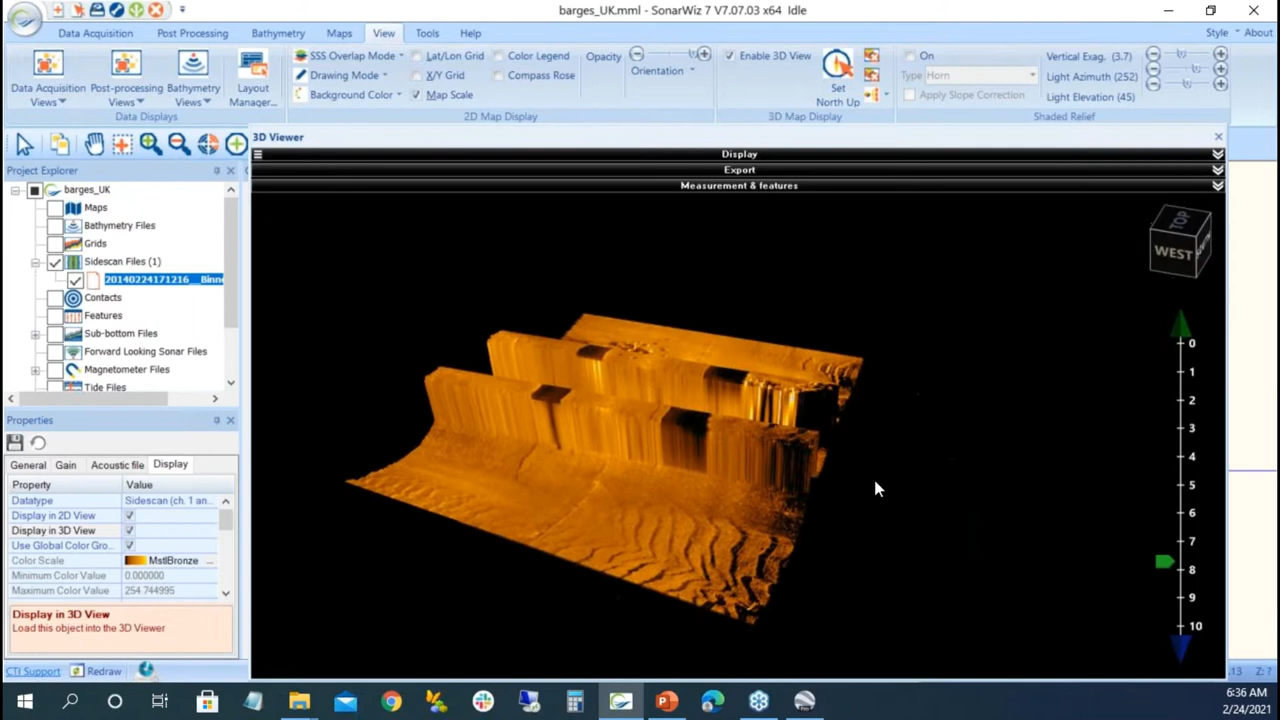 barges_UK.mml - SonarWiz 7 V7.07.03 x64 Idle
Data Acquisition Post Processing Bathymetry Maps View Tools Help Style About
SSS Overlap Mode Lat/Lon Grid Color Legend Opacity Orientation Enable 3D View On Vertical Exag. (3.7)
Drawing Mode X/Y Grid Compass Rose Type Horn Light Azimuth (252)
Background Color Map Scale Apply Slope Correction Light Elevation (45)
Data Acquisition Views
Post-processing Views
Bathymetry Views
Layout Manager...
Set North Up
Data Displays 2D Map Display 3D Map Display Shaded Relief
3D Viewer
Display
Export
Measurement & features
TOP
WEST
0
1
2
3
4
5
6
7
8
9
10
Project Explorer
barges_UK
Maps
Bathymetry Files
Grids
Sidescan Files (1)
20140224171216__Binne
Contacts
Features
Sub-bottom Files
Forward Looking Sonar Files
Magnetometer Files
Tide Files
Properties
General Gain Acoustic file Display
Property Value
Datatype Sidescan (ch. 1 an...
Display in 2D View
Display in 3D View
Use Global Color Gro...
Color Scale MstlBronze ...
Minimum Color Value 0.000000
Maximum Color Value 254.744995
Display in 3D View
Load this object into the 3D Viewer
CTI Support Redraw
.13 Z: ?
6:36 AM
2/24/2021